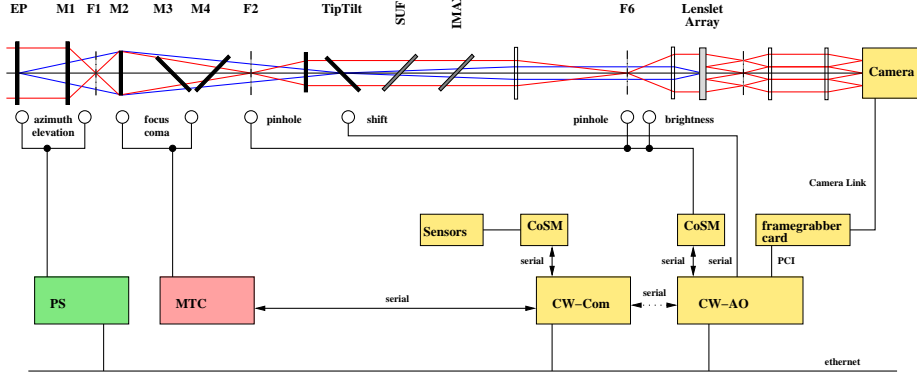 EP M1 F1 M2 M3 M4 F2 TipTilt SUF IMAX F6 Lenslet
Array
Camera
azimuth
elevation
focus
coma
pinhole
shift
pinhole
brightness
Camera Link
Sensors
CoSM
CoSM
framegrabber
card
serial
serial
serial
PCI
PS
MTC
serial
CW-Com
serial
CW-AO
ethernet